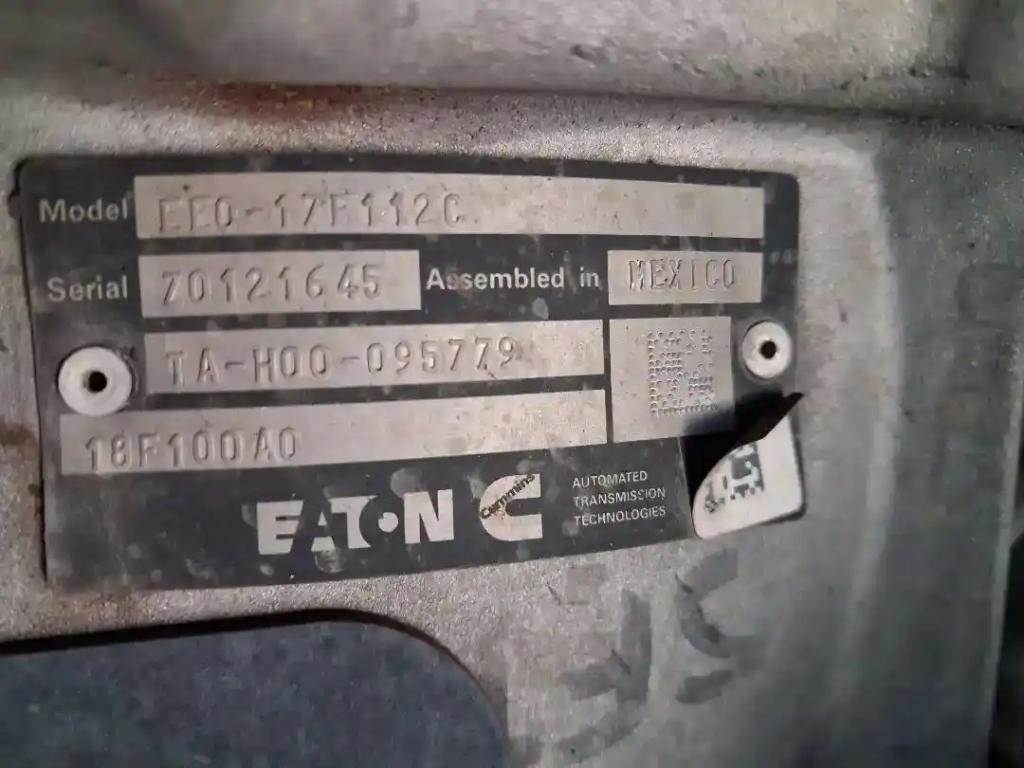 Model EEO-17F112C
Serial 70121645 Assembled in MEXICO
TA-H00-095779
18F100A0
EATON Cummins AUTOMATED
TRANSMISSION
TECHNOLOGIES